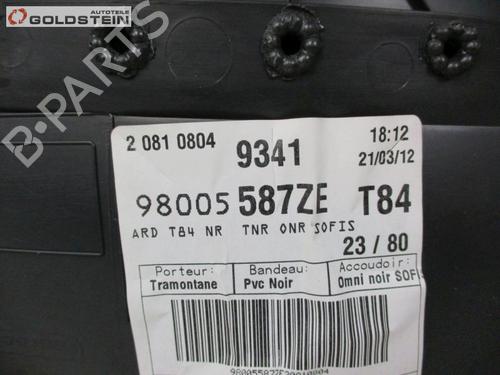 Autoteile
GOLDSTEIN
B-PARTS
2 081 0804
9341
18:12
21/03/12
98005 587ZE T84
ARD T84 NR TNR ONR SOFIS
23 / 80
Porteur: Bandeau: Accoudoir:
Tramontane Pvc Noir Omni noir SOF
98005587ZE20810804